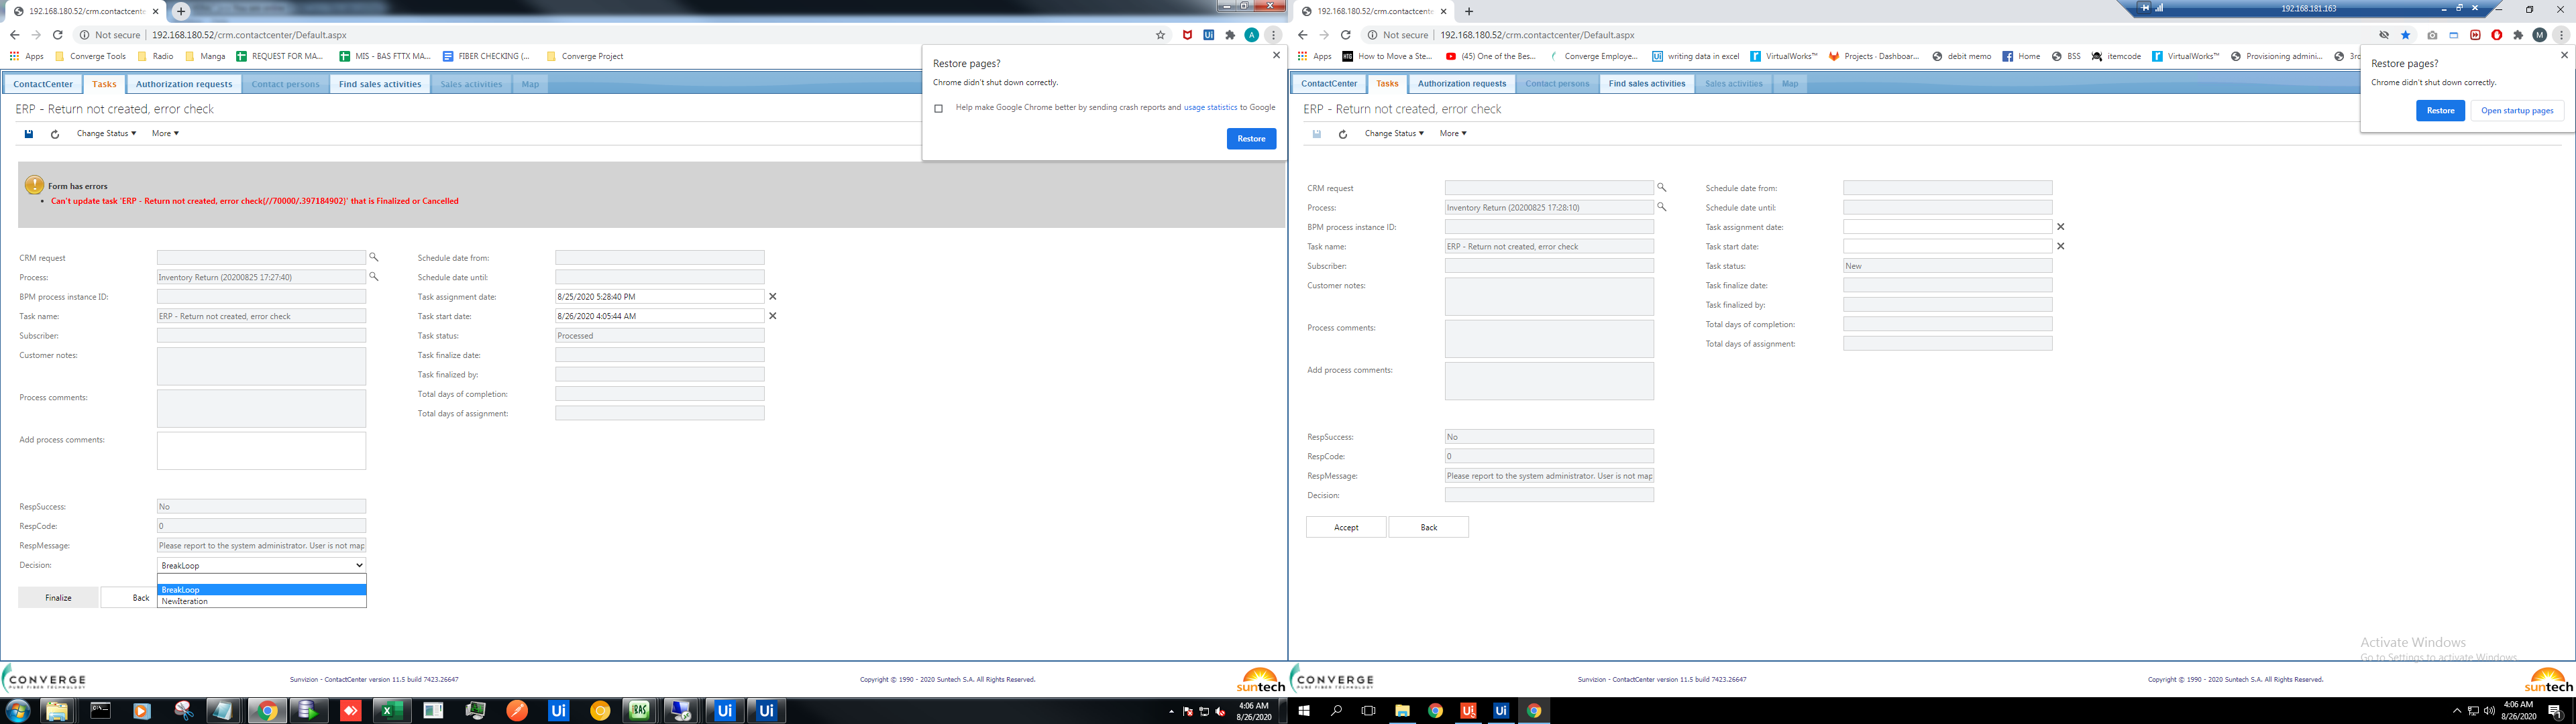 192.168.180.52/crm.contactcenter
Not secure | 192.168.180.52/crm.contactcenter/Default.aspx
A
Apps Converge Tools Radio Manga REQUEST FOR MA... MIS - BAS FTTX MA... FIBER CHECKING (... Converge Project
Restore pages?
Chrome didn't shut down correctly.
Help make Google Chrome better by sending crash reports and usage statistics to Google
Restore
ContactCenter Tasks Authorization requests Contact persons Find sales activities Sales activities Map
ERP - Return not created, error check
Change Status More
Form has errors
Can't update task 'ERP - Return not created, error check(//70000/.397184902)' that is Finalized or Cancelled
CRM request
Process: Inventory Return (20200825 17:27:40)
BPM process instance ID:
Task name: ERP - Return not created, error check
Subscriber:
Customer notes:
Process comments:
Add process comments:
Schedule date from:
Schedule date until:
Task assignment date: 8/25/2020 5:28:40 PM
Task start date: 8/26/2020 4:05:44 AM
Task status: Processed
Task finalize date:
Task finalized by:
Total days of completion:
Total days of assignment:
RespSuccess: No
RespCode: 0
RespMessage: Please report to the system administrator. User is not map
Decision: BreakLoop
BreakLoop
NewIteration
Finalize Back
CONVERGE
PURE FIBER TECHNOLOGY
Sunvizion - ContactCenter version 11.5 build 7423.26647
Copyright © 1990 - 2020 Suntech S.A. All Rights Reserved.
suntech
4:06 AM
8/26/2020
192.168.180.52/crm.contactcenter
192.168.181.163
Not secure | 192.168.180.52/crm.contactcenter/Default.aspx
M
Apps How to Move a Ste... (45) One of the Bes... Converge Employe... writing data in excel VirtualWorks™ Projects - Dashboar... debit memo Home BSS itemcode VirtualWorks™ Provisioning admini...
Restore pages?
Chrome didn't shut down correctly.
Restore Open startup pages
ContactCenter Tasks Authorization requests Contact persons Find sales activities Sales activities Map
ERP - Return not created, error check
Change Status More
CRM request
Process: Inventory Return (20200825 17:28:10)
BPM process instance ID:
Task name: ERP - Return not created, error check
Subscriber:
Customer notes:
Process comments:
Add process comments:
Schedule date from:
Schedule date until:
Task assignment date:
Task start date:
Task status: New
Task finalize date:
Task finalized by:
Total days of completion:
Total days of assignment:
RespSuccess: No
RespCode: 0
RespMessage: Please report to the system administrator. User is not map
Decision:
Accept Back
Activate Windows
Go to Settings to activate Windows.
CONVERGE
PURE FIBER TECHNOLOGY
Sunvizion - ContactCenter version 11.5 build 7423.26647
Copyright © 1990 - 2020 Suntech S.A. All Rights Reserved.
suntech
4:06 AM
8/26/2020